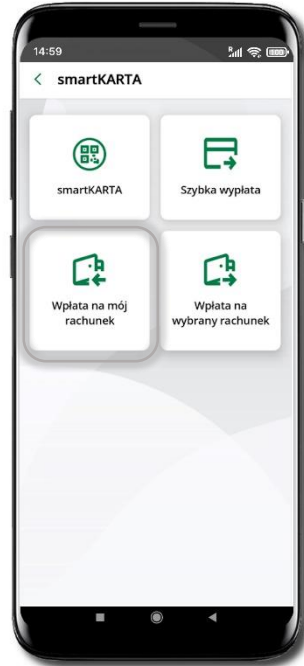 14:59
smartKARTA
smartKARTA
Szybka wypłata
Wpłata na mój
rachunek
Wpłata na
wybrany rachunek